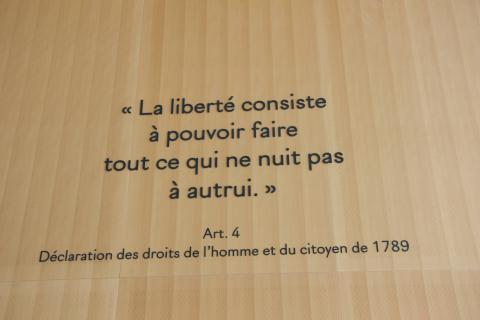 « La liberté consiste
à pouvoir faire
tout ce qui ne nuit pas
à autrui. »
Art. 4
Déclaration des droits de l'homme et du citoyen de 1789